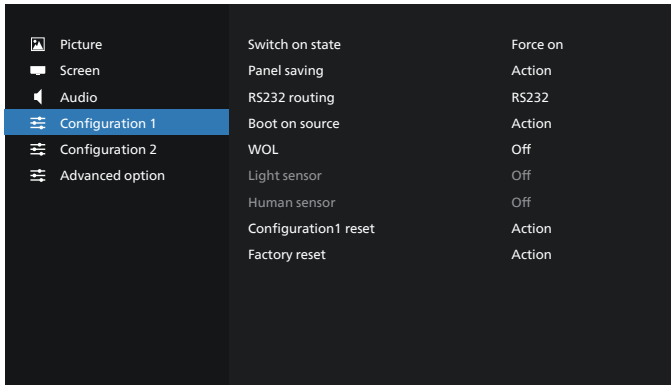 Picture
Screen
Audio
Configuration 1
Configuration 2
Advanced option
Switch on state Force on
Panel saving Action
RS232 routing RS232
Boot on source Action
WOL Off
Light sensor Off
Human sensor Off
Configuration1 reset Action
Factory reset Action